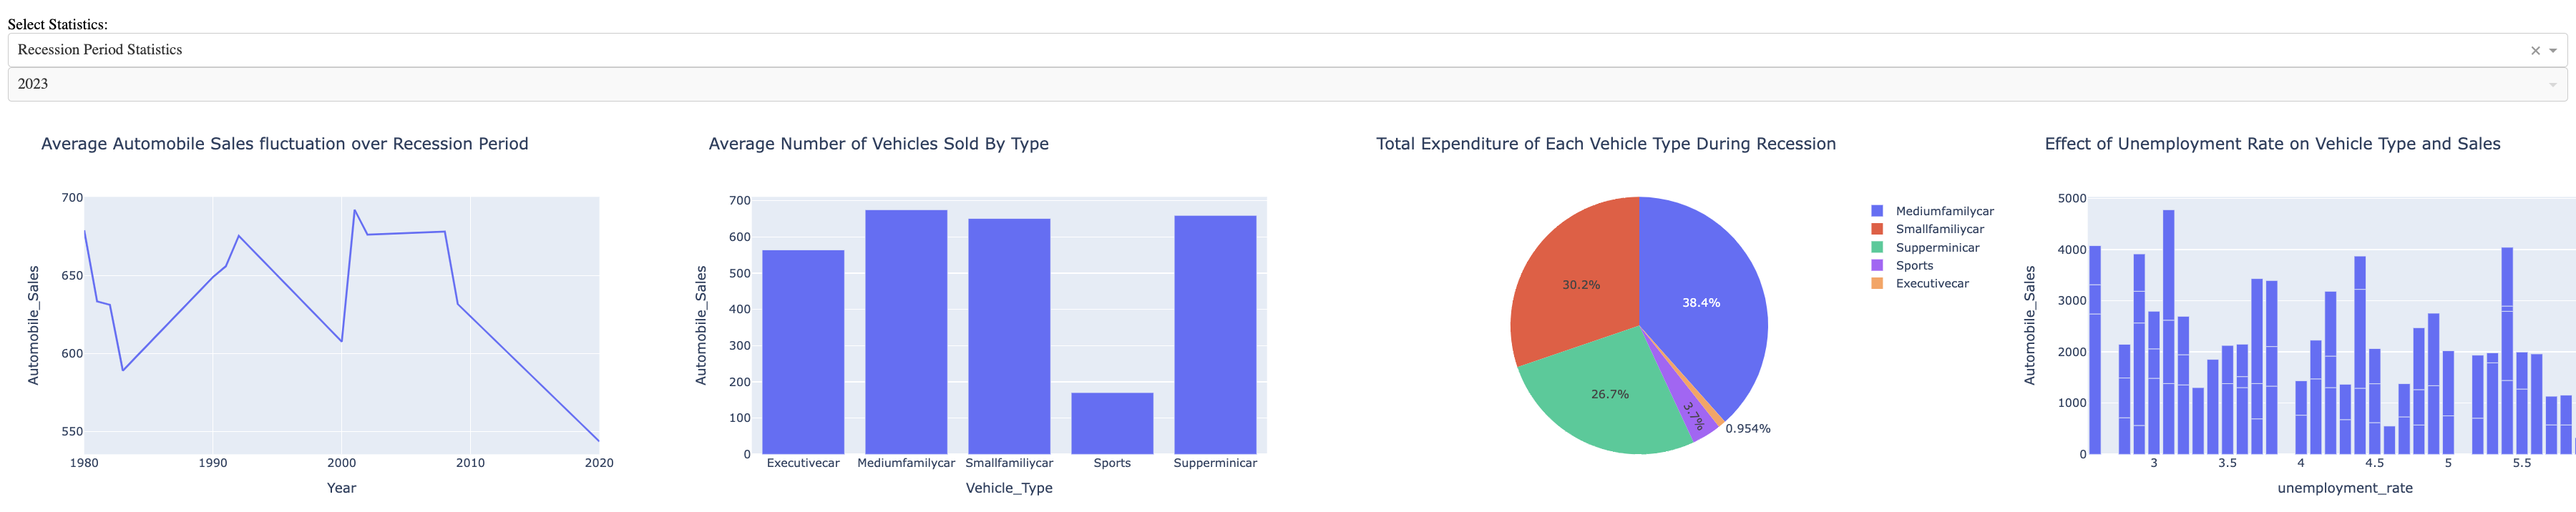 Select Statistics:
Recession Period Statistics
2023
Average Automobile Sales fluctuation over Recession Period
700
650
600
550
1980
1990
2000
2010
2020
Automobile_Sales
Year
Average Number of Vehicles Sold By Type
700
600
500
400
300
200
100
0
Executivecar
Mediumfamilycar
Smallfamiliycar
Sports
Supperminicar
Automobile_Sales
Vehicle_Type
Total Expenditure of Each Vehicle Type During Recession
38.4%
30.2%
26.7%
3.7%
0.954%
Mediumfamilycar
Smallfamiliycar
Supperminicar
Sports
Executivecar
Effect of Unemployment Rate on Vehicle Type and Sales
5000
4000
3000
2000
1000
0
3
3.5
4
4.5
5
5.5
Automobile_Sales
unemployment_rate